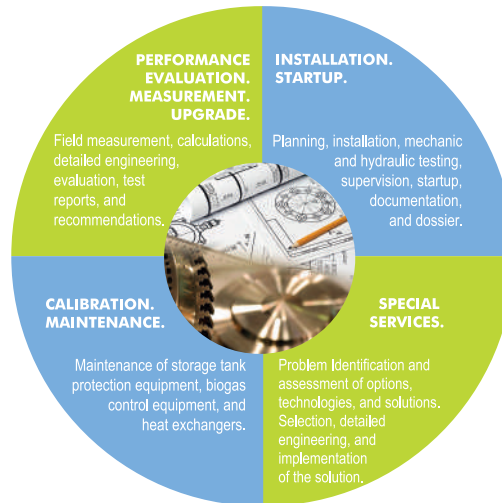 PERFORMANCE
EVALUATION.
MEASUREMENT.
UPGRADE.
Field measurement, calculations,
detailed engineering,
evaluation, test
reports, and
recommendations.
INSTALLATION.
STARTUP.
Planning, installation, mechanic
and hydraulic testing,
supervision, startup,
documentation,
and dossier.
CALIBRATION.
MAINTENANCE.
Maintenance of storage tank
protection equipment, biogas
control equipment, and
heat exchangers.
SPECIAL
SERVICES.
Problem Identification and
assessment of options,
technologies, and solutions.
Selection, detailed
engineering, and
implementation
of the solution.